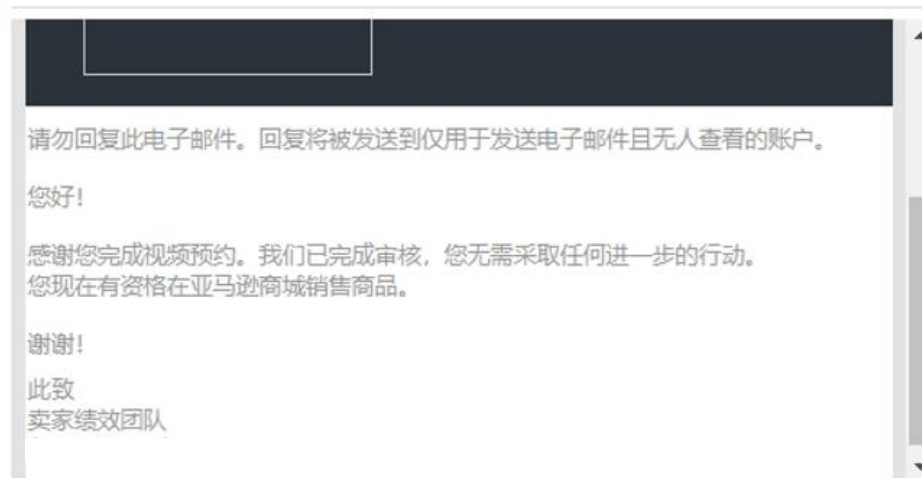 请勿回复此电子邮件。回复将被发送到仅用于发送电子邮件且无人查看的账户。
您好！
感谢您完成视频预约。我们已完成审核，您无需采取任何进一步的行动。
您现在有资格在亚马逊商城销售商品。
谢谢！
此致
卖家绩效团队